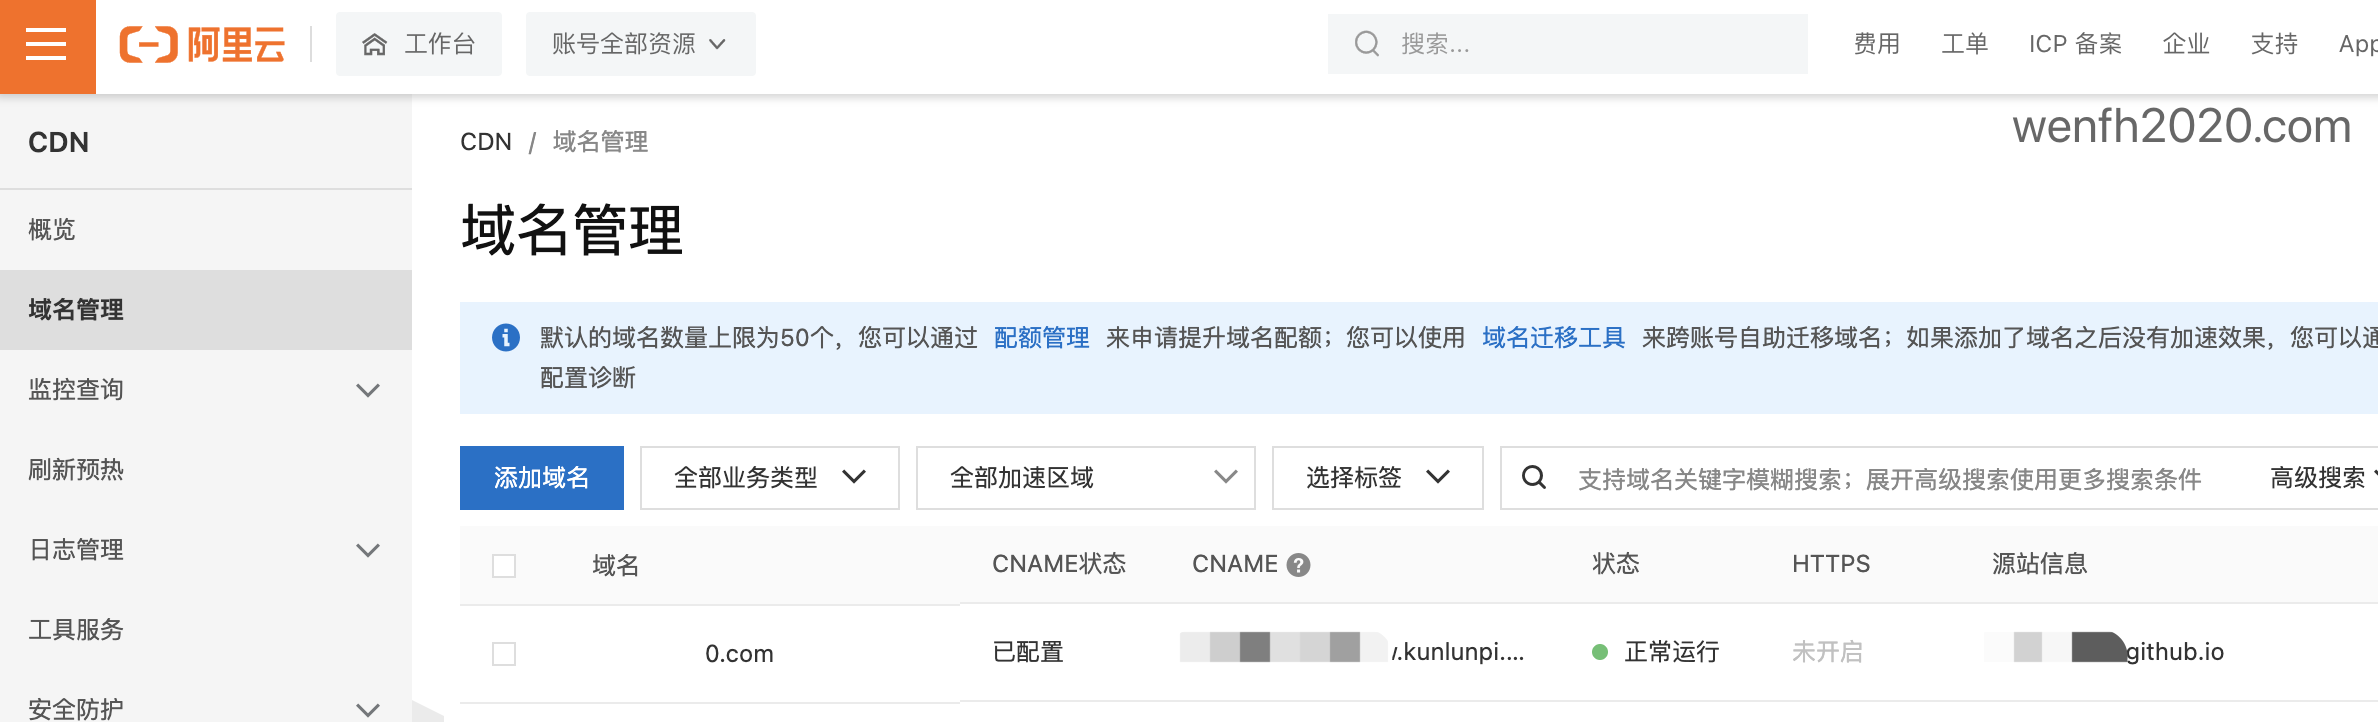 阿里云 工作台 账号全部资源 搜索... 费用 工单 ICP 备案 企业 支持 App
wenfh2020.com
CDN
概览
域名管理
监控查询
刷新预热
日志管理
工具服务
安全防护
CDN / 域名管理
域名管理
默认的域名数量上限为50个，您可以通过 配额管理 来申请提升域名配额；您可以使用 域名迁移工具 来跨账号自助迁移域名；如果添加了域名之后没有加速效果，您可以通
配置诊断
添加域名 全部业务类型 全部加速区域 选择标签 支持域名关键字模糊搜索；展开高级搜索使用更多搜索条件 高级搜索
域名 CNAME状态 CNAME ? 状态 HTTPS 源站信息
0.com 已配置 .kunlunpi.... 正常运行 未开启 github.io